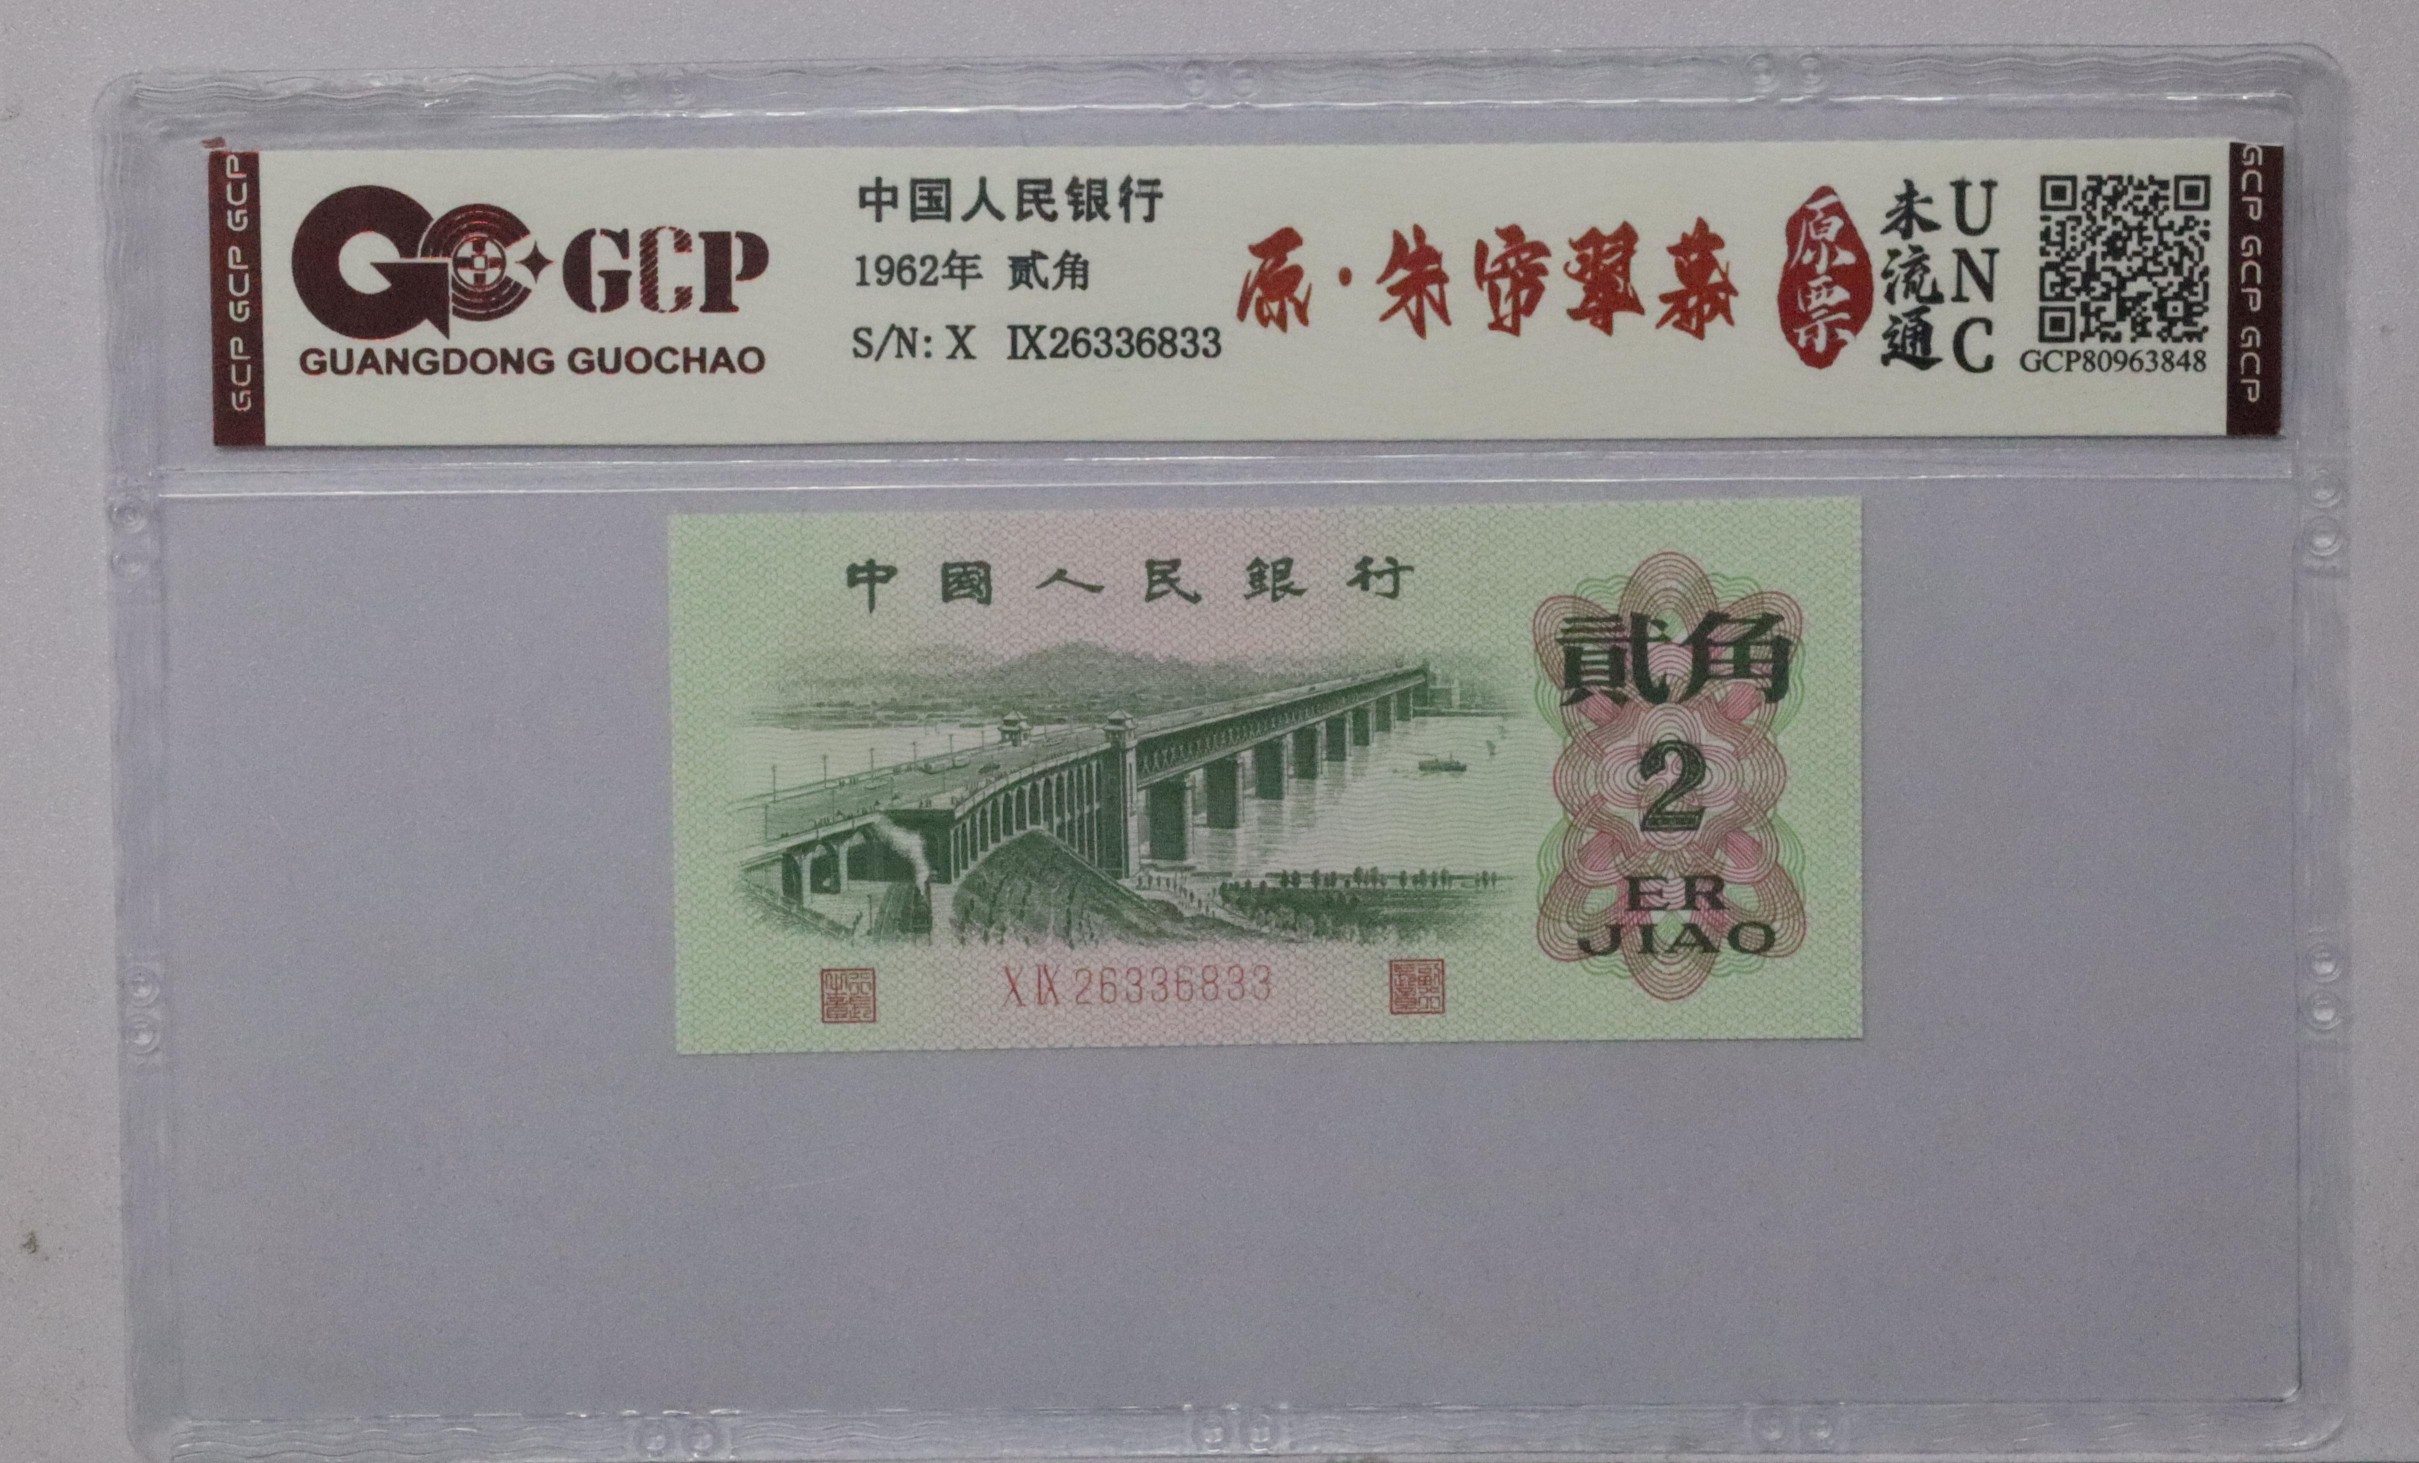 GCP GCP GCP
GCP
GUANGDONG GUOCHAO
中国人民银行
1962年 贰角
S/N: X Ⅸ26336833
原·朱帘翠幕
原票
未流通
UNC
GCP80963848
GCP GCP GCP
中國人民銀行
貳角
2
ER
JIAO
Ⅹ Ⅸ 26336833